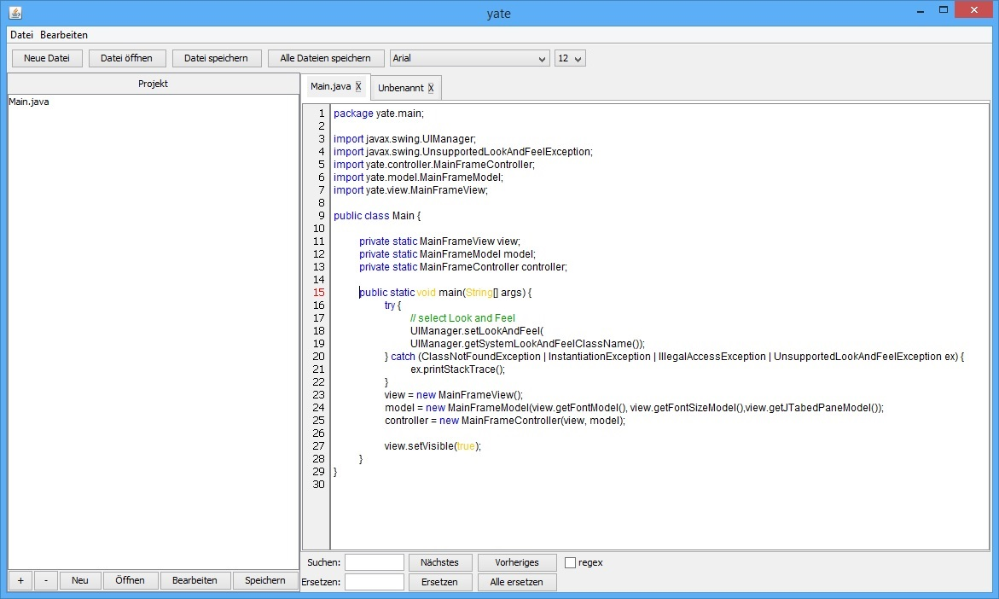 yate
Datei Bearbeiten
Neue Datei Datei öffnen Datei speichern Alle Dateien speichern Arial 12
Projekt
Main.java
Main.java X Unbenannt X
1 package yate.main;
2
3 import javax.swing.UIManager;
4 import javax.swing.UnsupportedLookAndFeelException;
5 import yate.controller.MainFrameController;
6 import yate.model.MainFrameModel;
7 import yate.view.MainFrameView;
8
9 public class Main {
10
11 private static MainFrameView view;
12 private static MainFrameModel model;
13 private static MainFrameController controller;
14
15 public static void main(String[] args) {
16 try {
17 // select Look and Feel
18 UIManager.setLookAndFeel(
19 UIManager.getSystemLookAndFeelClassName());
20 } catch (ClassNotFoundException | InstantiationException | IllegalAccessException | UnsupportedLookAndFeelException ex) {
21 ex.printStackTrace();
22 }
23 view = new MainFrameView();
24 model = new MainFrameModel(view.getFontModel(), view.getFontSizeModel(),view.getJTabedPaneModel());
25 controller = new MainFrameController(view, model);
26
27 view.setVisible(true);
28 }
29 }
30
Suchen: Nächstes Vorheriges regex
Ersetzen: Ersetzen Alle ersetzen
+ - Neu Öffnen Bearbeiten Speichern